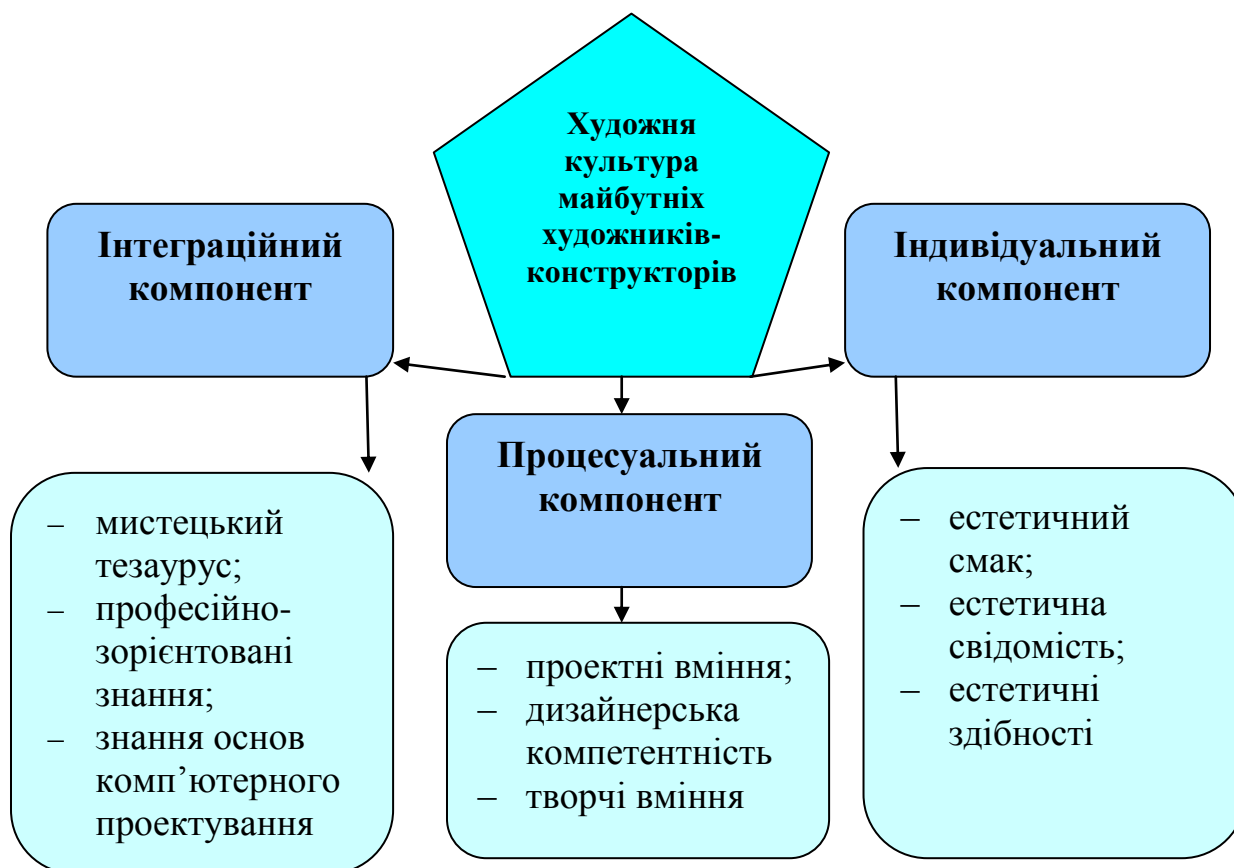 Художня
культура
майбутніх
художників-
конструкторів
Інтеграційний
компонент
Індивідуальний
компонент
Процесуальний
компонент
– мистецький
тезаурус;
– професійно-
зорієнтовані
знання;
– знання основ
комп’ютерного
проектування
– проектні вміння;
– дизайнерська
компетентність
– творчі вміння
– естетичний
смак;
– естетична
свідомість;
– естетичні
здібності